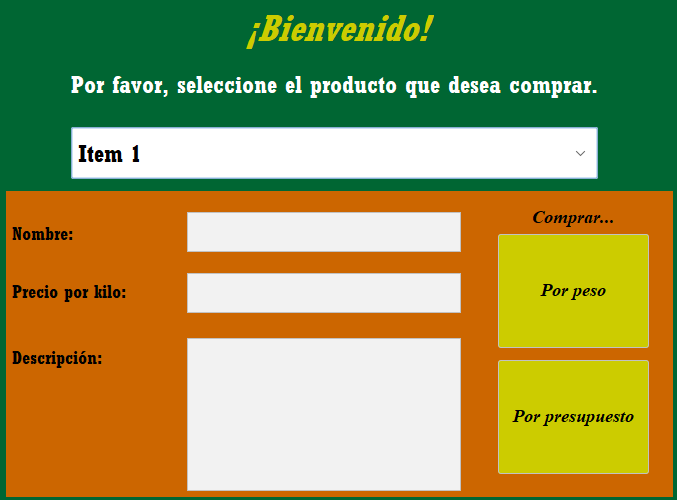 ¡Bienvenido!
Por favor, seleccione el producto que desea comprar.
Item 1
Comprar...
Nombre:
Por peso
Precio por kilo:
Descripción:
Por presupuesto